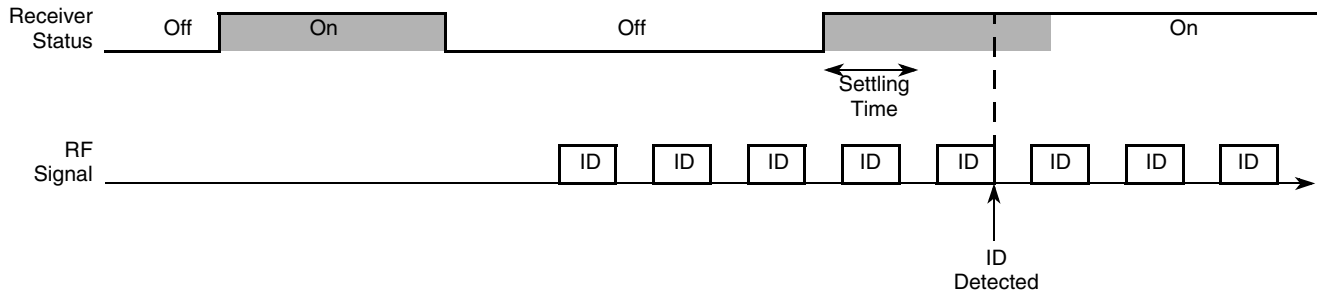 Receiver
Status
Off
On
Off
On
Settling
Time
RF
Signal
ID
ID
ID
ID
ID
ID
ID
ID
ID
Detected